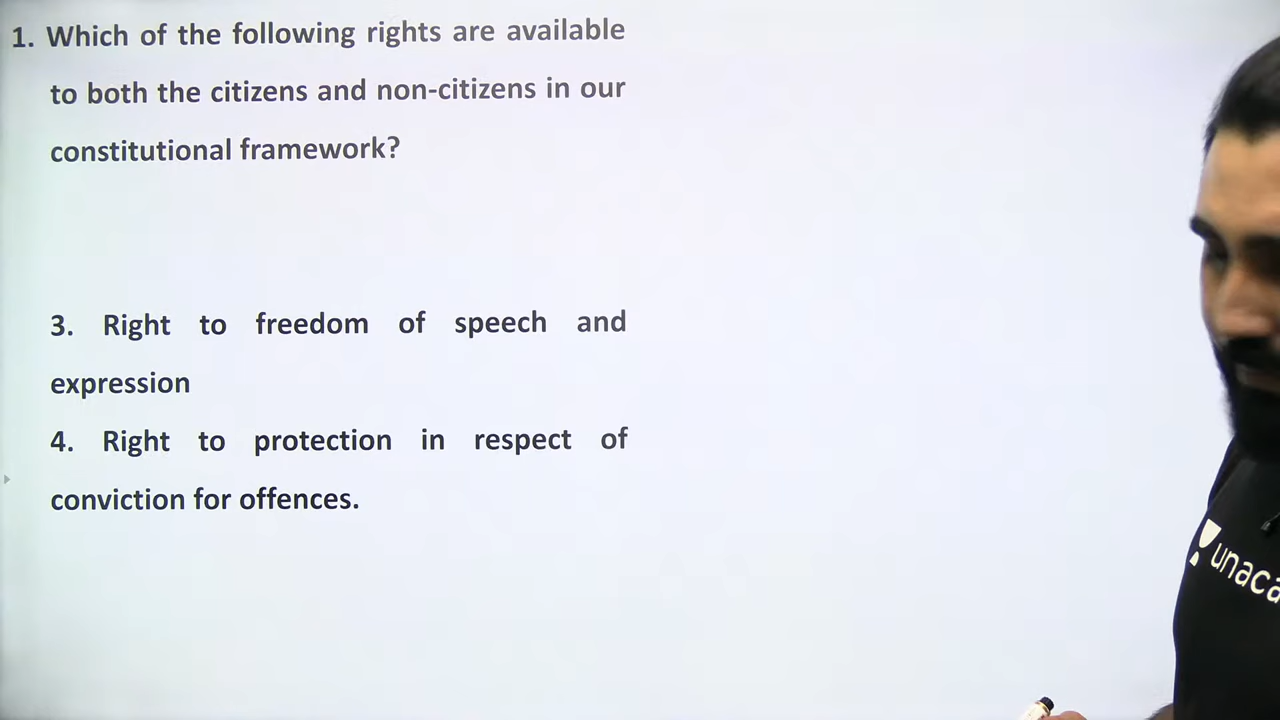 1. Which of the following rights are available
to both the citizens and non-citizens in our
constitutional framework?
3. Right to freedom of speech and
expression
4. Right to protection in respect of
conviction for offences.